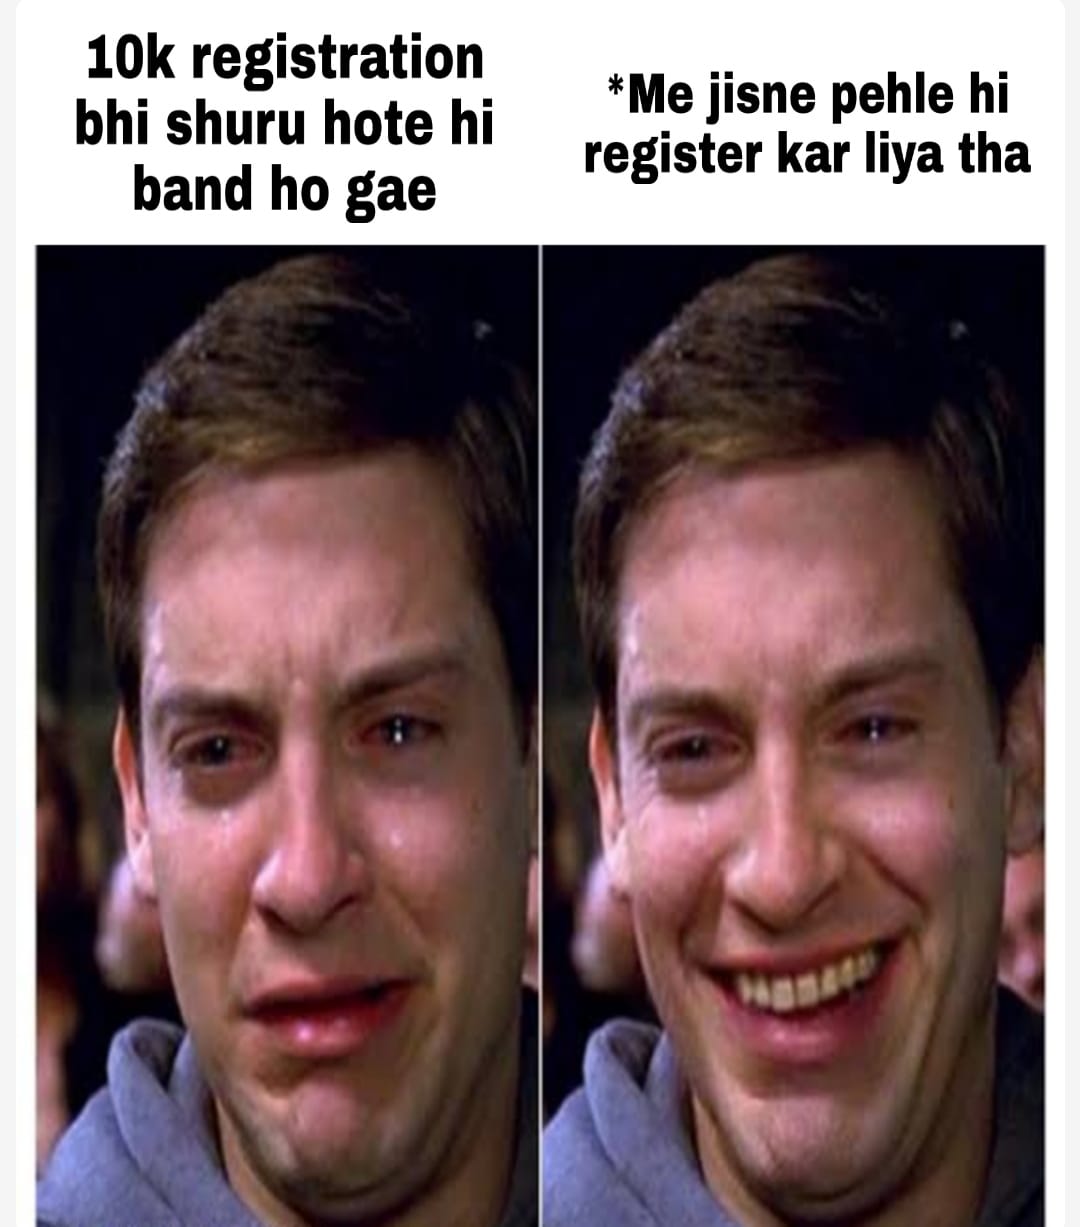 10k registration
bhi shuru hote hi
band ho gae
*Me jisne pehle hi
register kar liya tha